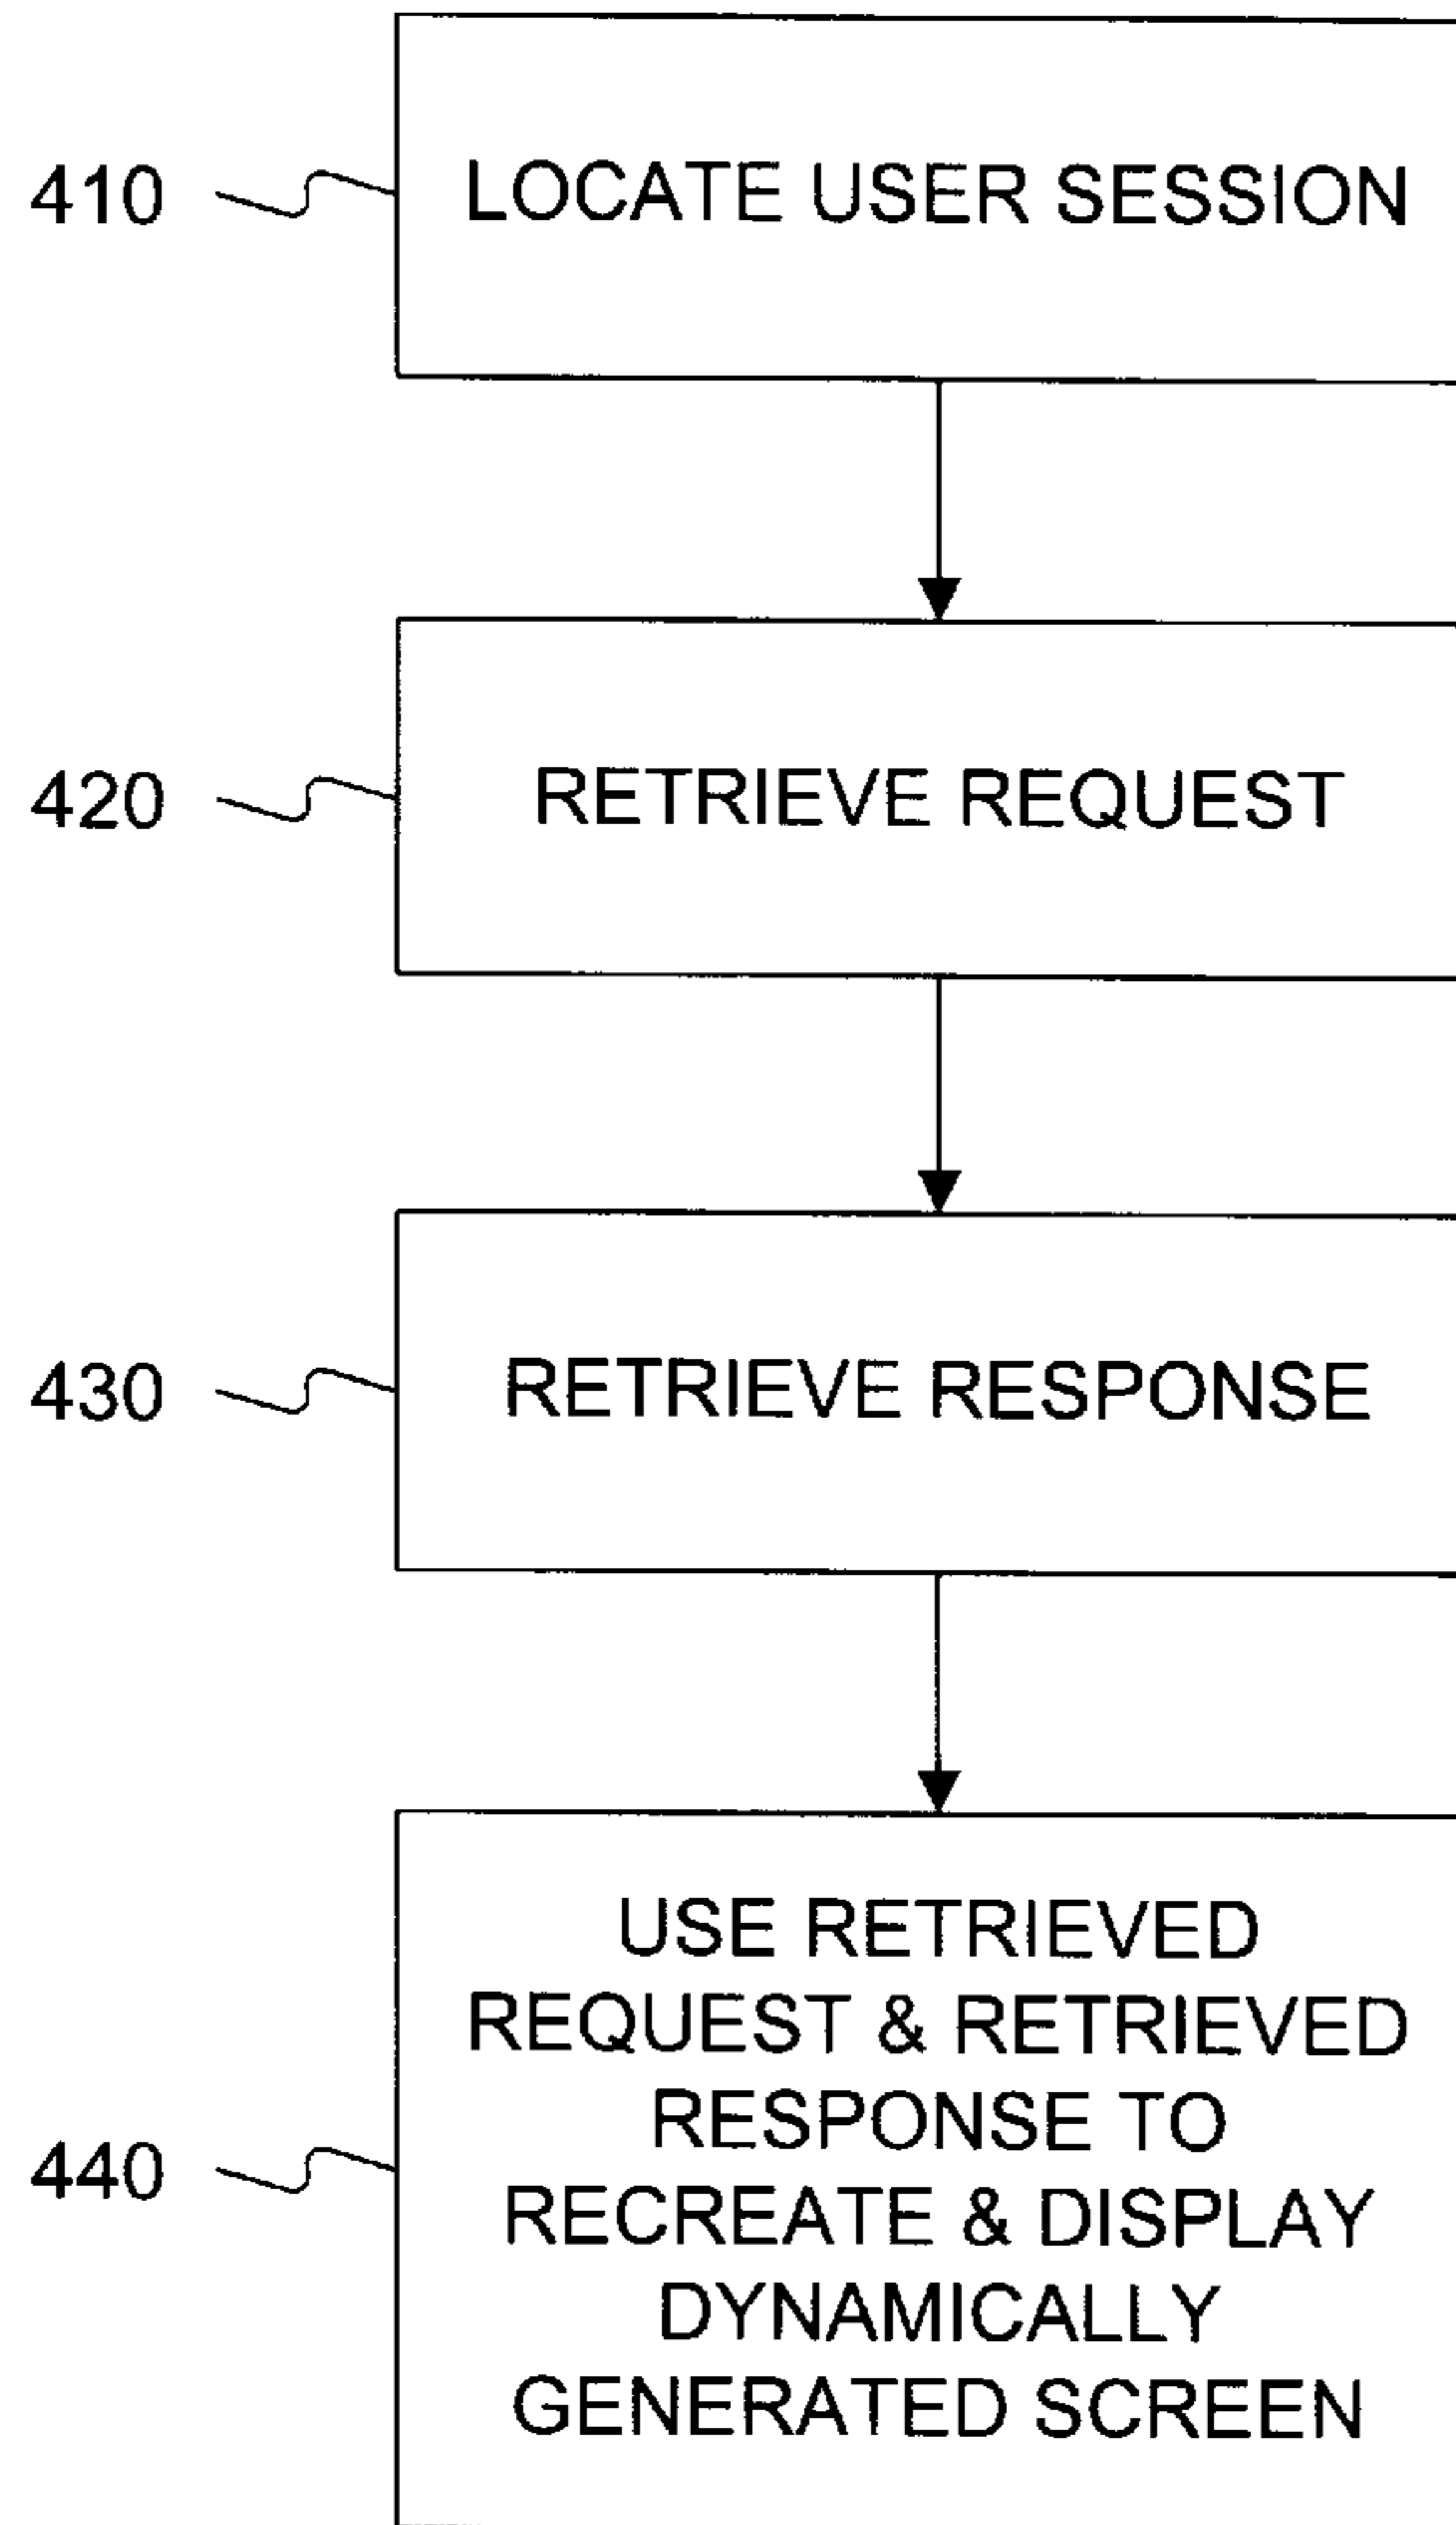 410
LOCATE USER SESSION
420
RETRIEVE REQUEST
430
RETRIEVE RESPONSE
440
USE RETRIEVED
REQUEST & RETRIEVED
RESPONSE TO
RECREATE & DISPLAY
DYNAMICALLY
GENERATED SCREEN